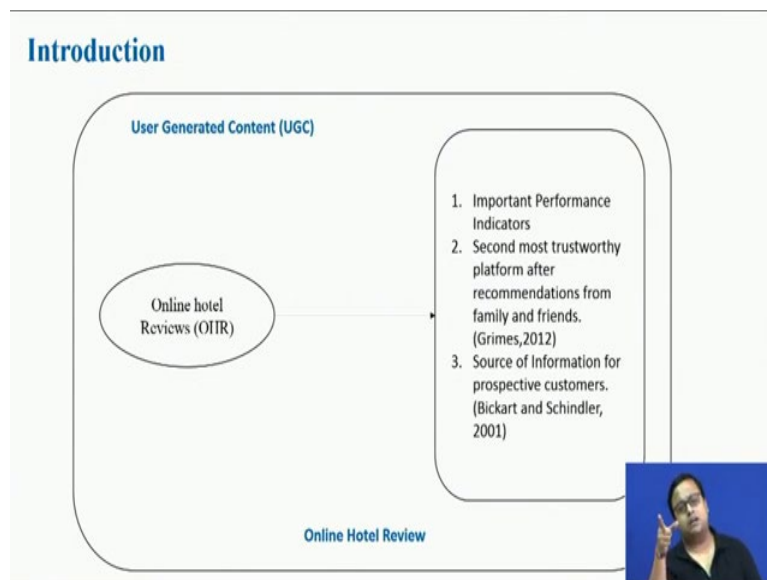 Introduction
User Generated Content (UGC)
Online hotel
Reviews (OHR)
1. Important Performance
Indicators
2. Second most trustworthy
platform after
recommendations from
family and friends.
(Grimes,2012)
3. Source of Information for
prospective customers.
(Bickart and Schindler,
2001)
Online Hotel Review